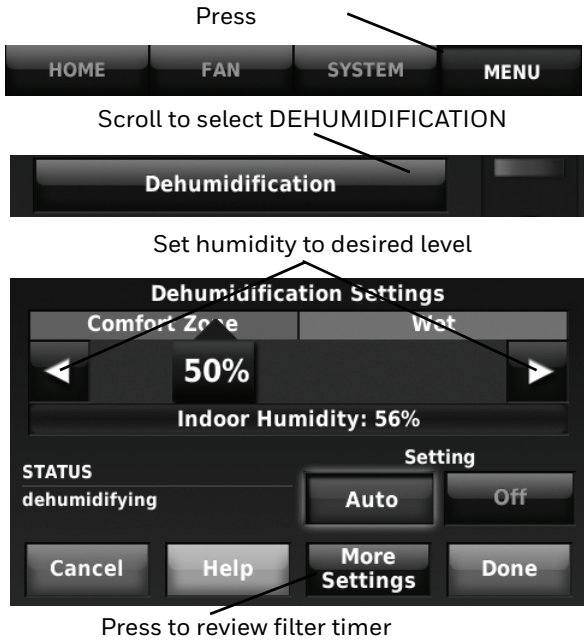 Press
HOME FAN SYSTEM MENU
Scroll to select DEHUMIDIFICATION
Dehumidification
Set humidity to desired level
Dehumidification Settings
Comfort Zone Wet
50%
Indoor Humidity: 56%
Setting
STATUS
dehumidifying
Auto Off
Cancel Help More Settings Done
Press to review filter timer